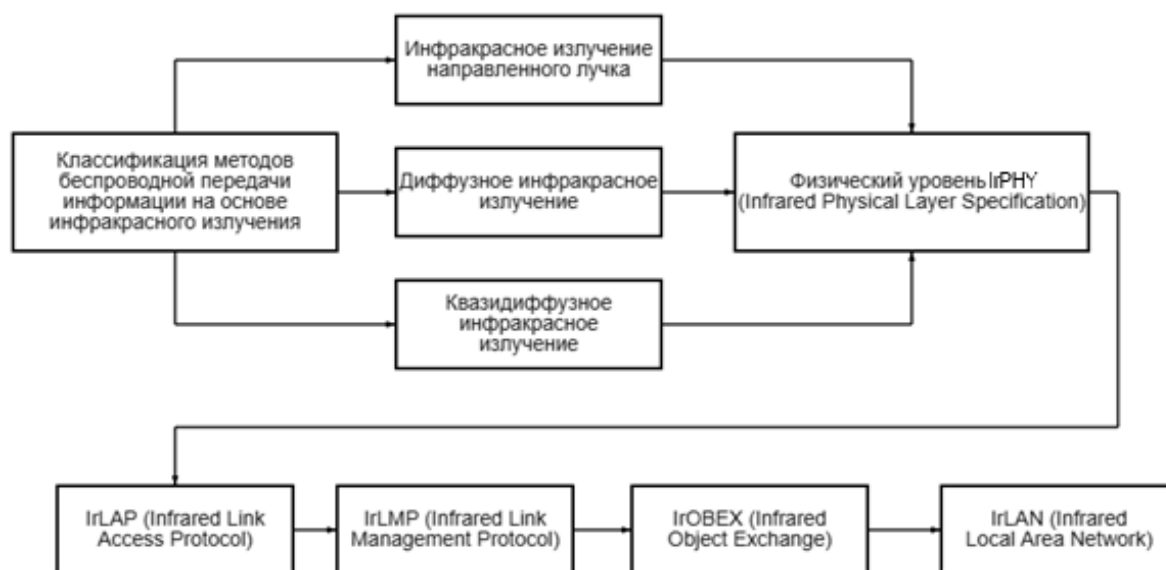 Инфракрасное излучение
направленного лучка
Классификация методов
беспроводной передачи
информации на основе
инфракрасного излучения
Диффузное инфракрасное
излучение
Физический уровень IrPHY
(Infrared Physical Layer Specification)
Квазидиффузное
инфракрасное
излучение
IrLAP (Infrared Link
Access Protocol)
IrLMP (Infrared Link
Management Protocol)
IrOBEX (Infrared
Object Exchange)
IrLAN (Infrared
Local Area Network)